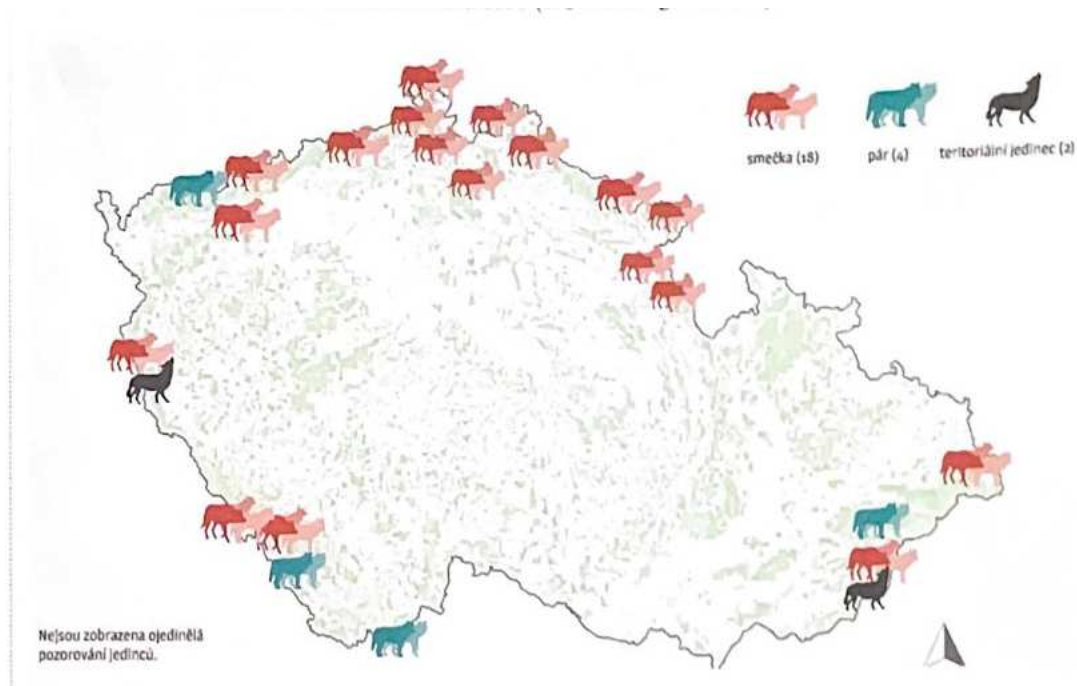 smečka (18)
pár (4)
teritoriální jedinec (2)
Nejsou zobrazena ojedinělá
pozorování jedinců.